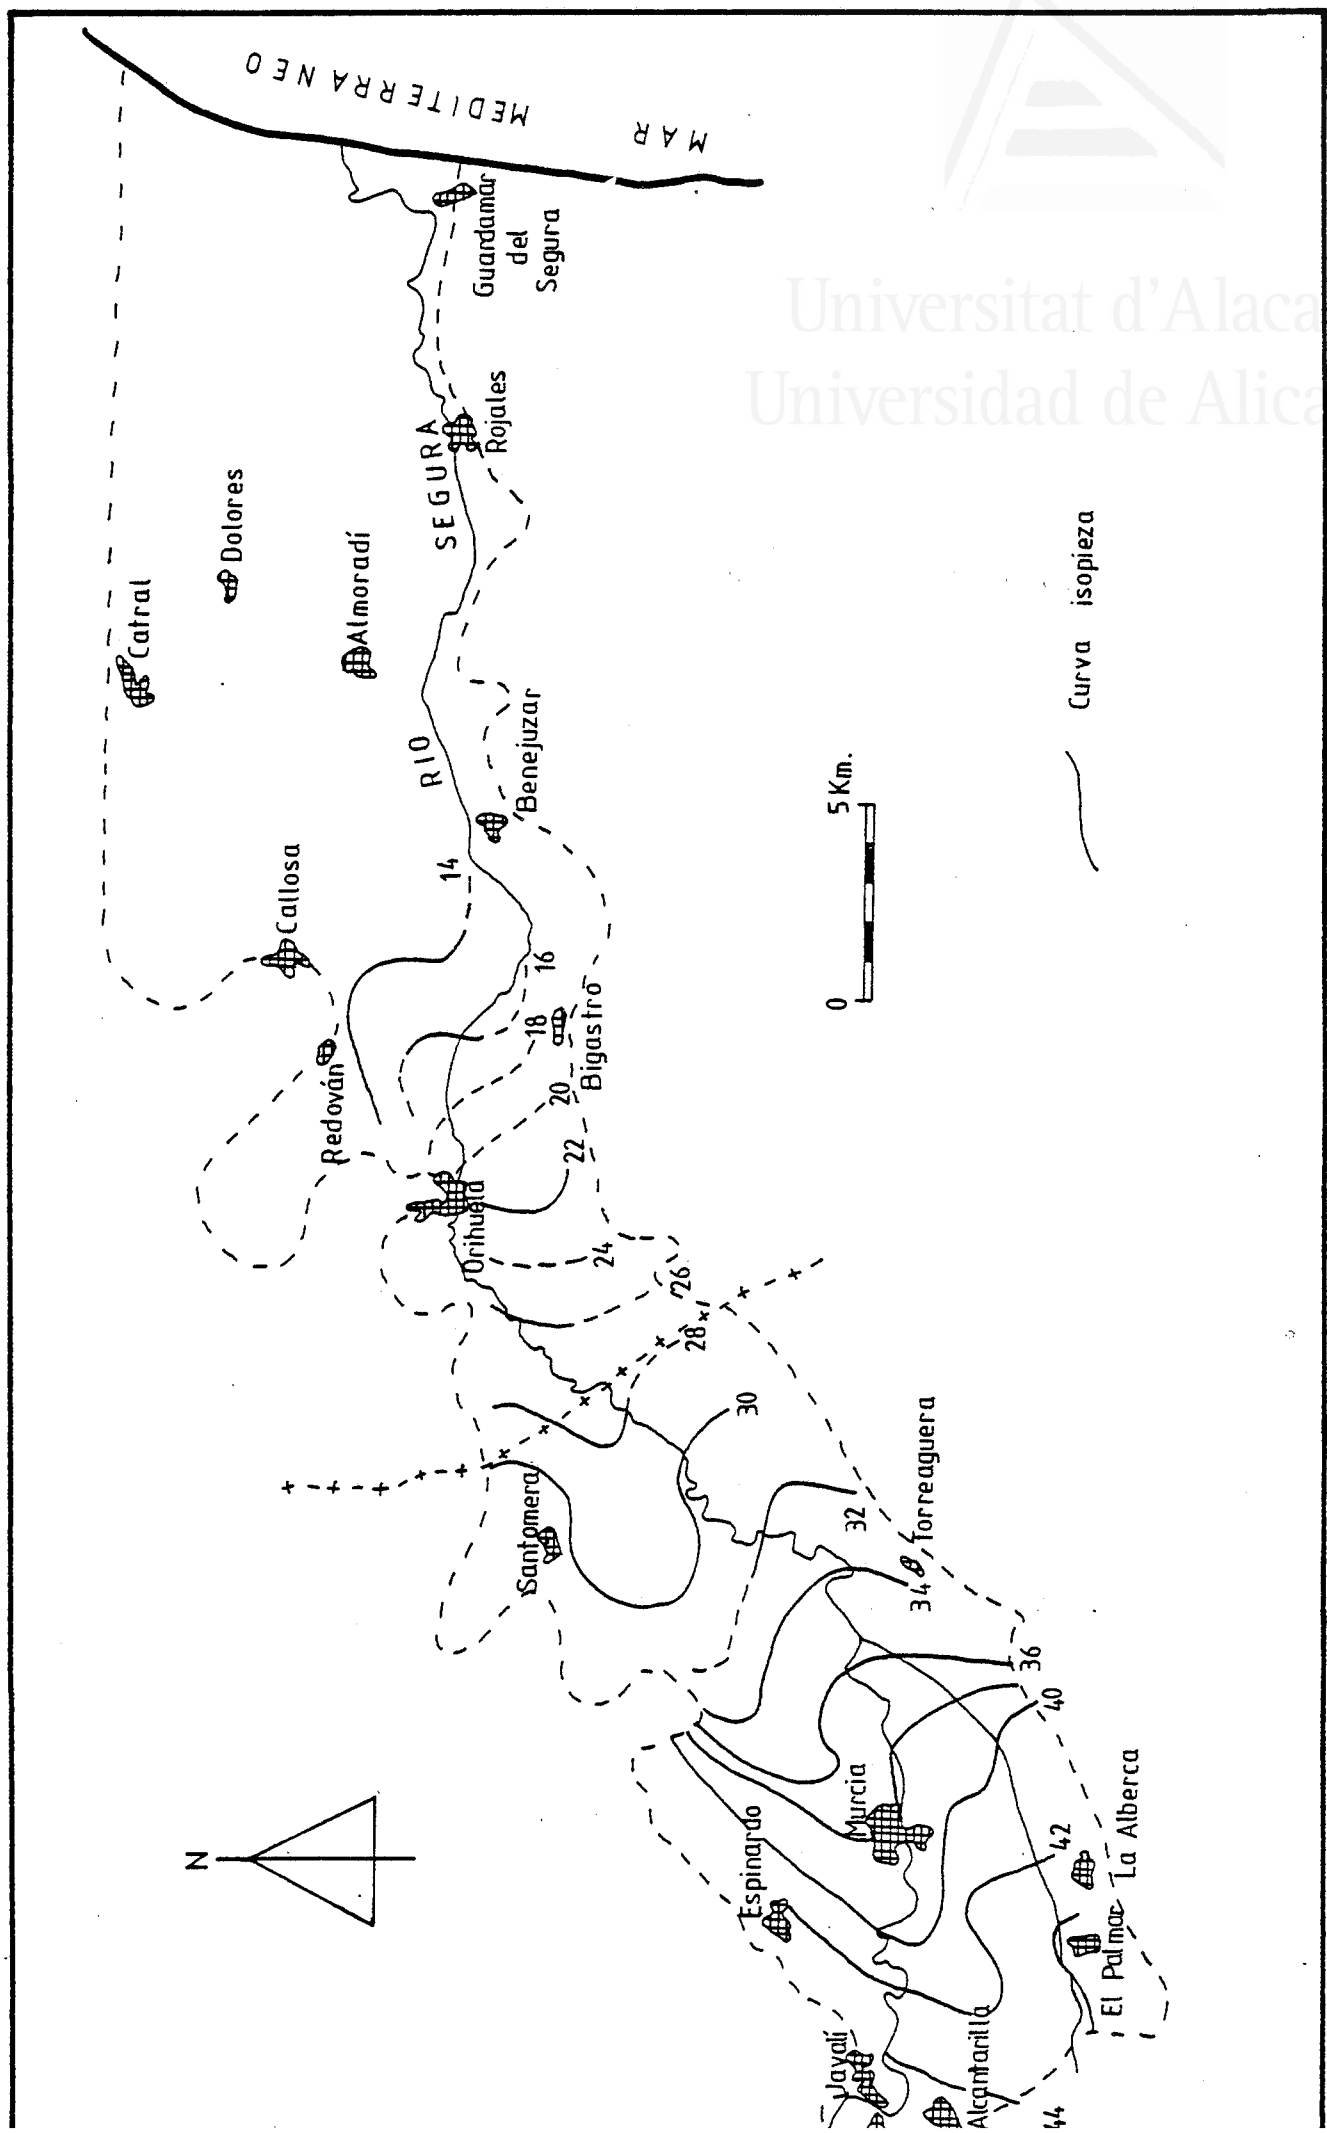 MAR MEDITERRANEO
Guardamar
del
Segura
Universitat d'Alaca
Universidad de Alica
Rojales
RIO SEGURA
Dolores
Catral
Almoradí
Benejuzar
Callosa
Redován
Bigastro
Orihuela
Santomera
Torreaguera
Murcia
Espinardo
La Alberca
El Palmar
Javalí
Alcantarilla
14
16
18
20
22
24
26
28
30
32
34
36
40
42
44
N
0 5 Km.
Curva isopieza